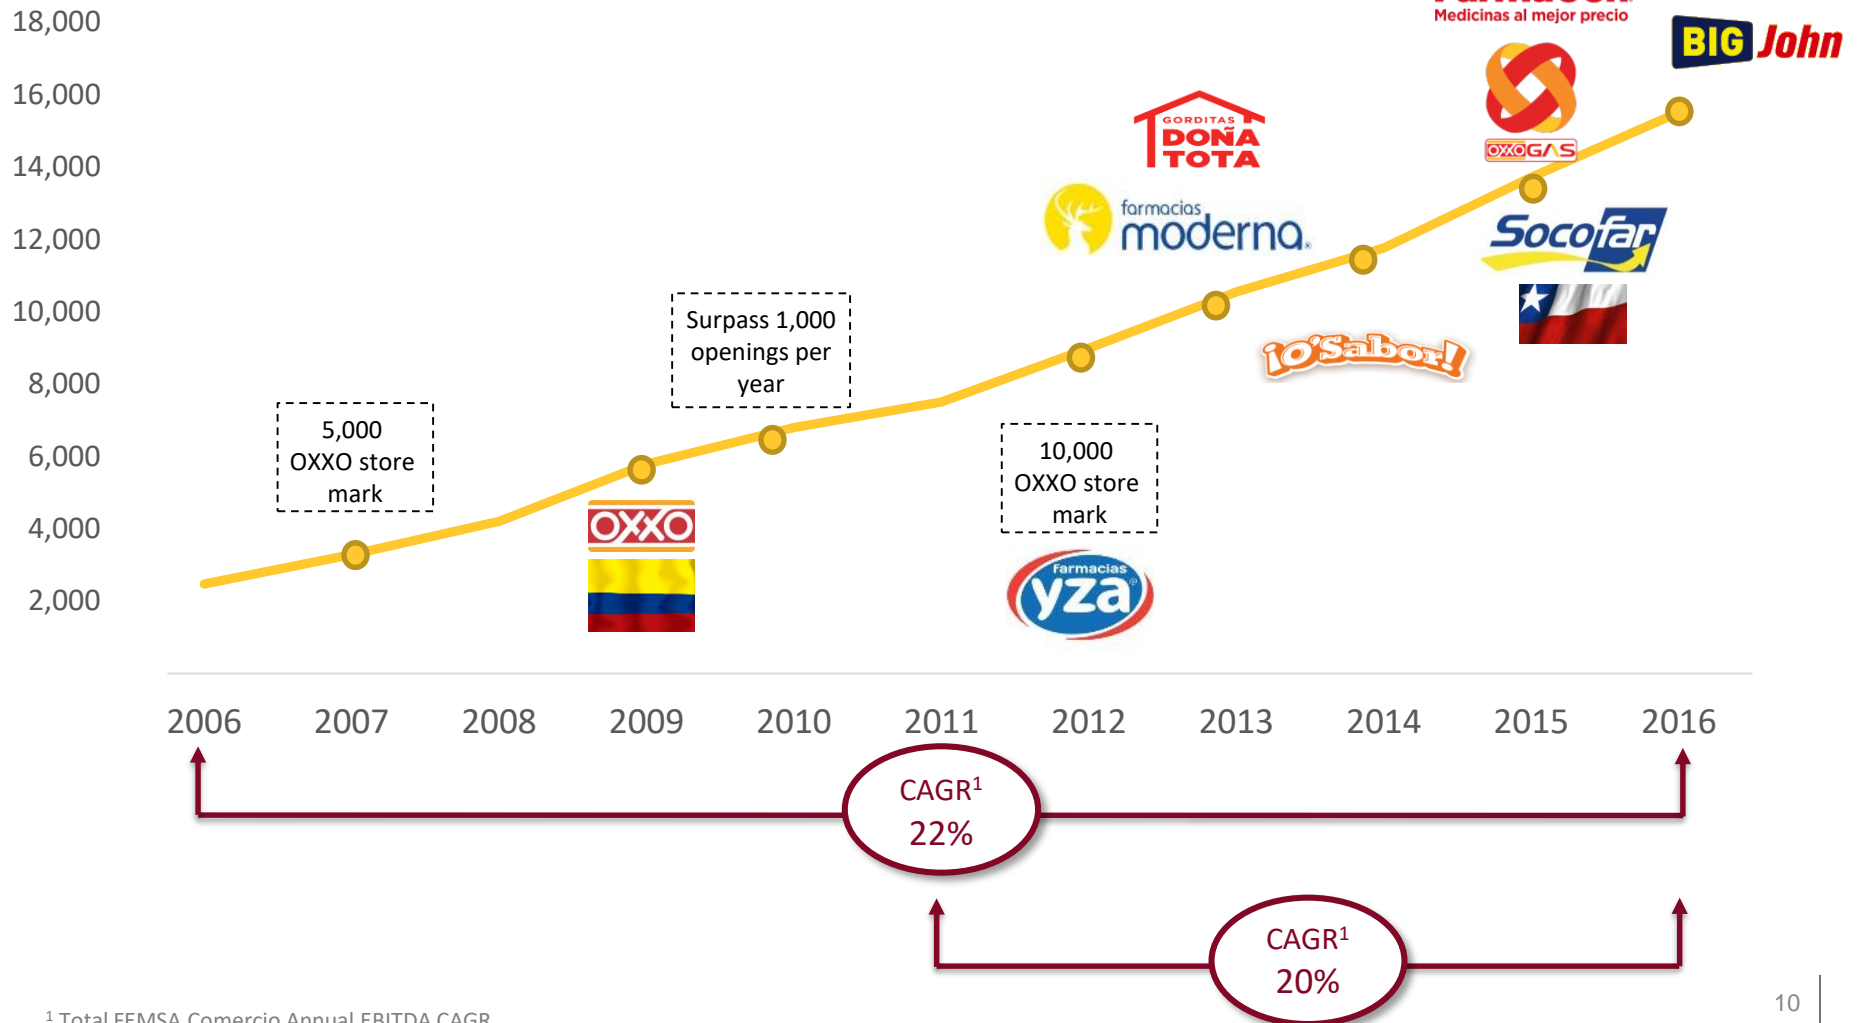 18,000
16,000
14,000
12,000
10,000
8,000
6,000
4,000
2,000
Medicinas al mejor precio
BIG John
OXXO GAS
GORDITAS
DOÑA
TOTA
farmacias
moderna
Socofar
¡O'Sabor!
Surpass 1,000
openings per
year
5,000
OXXO store
mark
10,000
OXXO store
mark
OXXO
Farmacias
yza
2006 2007 2008 2009 2010 2011 2012 2013 2014 2015 2016
CAGR¹
22%
CAGR¹
20%
¹ Total FEMSA Comercio Annual EBITDA CAGR
10